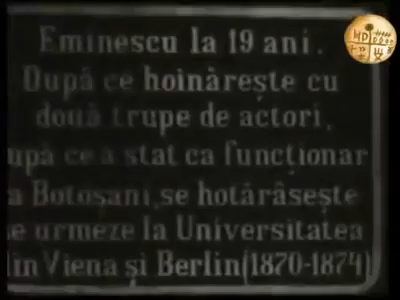 Eminescu la 19 ani.
După ce hoinărește cu
două trupe de actori,
upă ce a stat ca funcționar
a Botoșani, se hotărăsește
e urmeze la Universitatea
in Viena și Berlin (1870-1874)